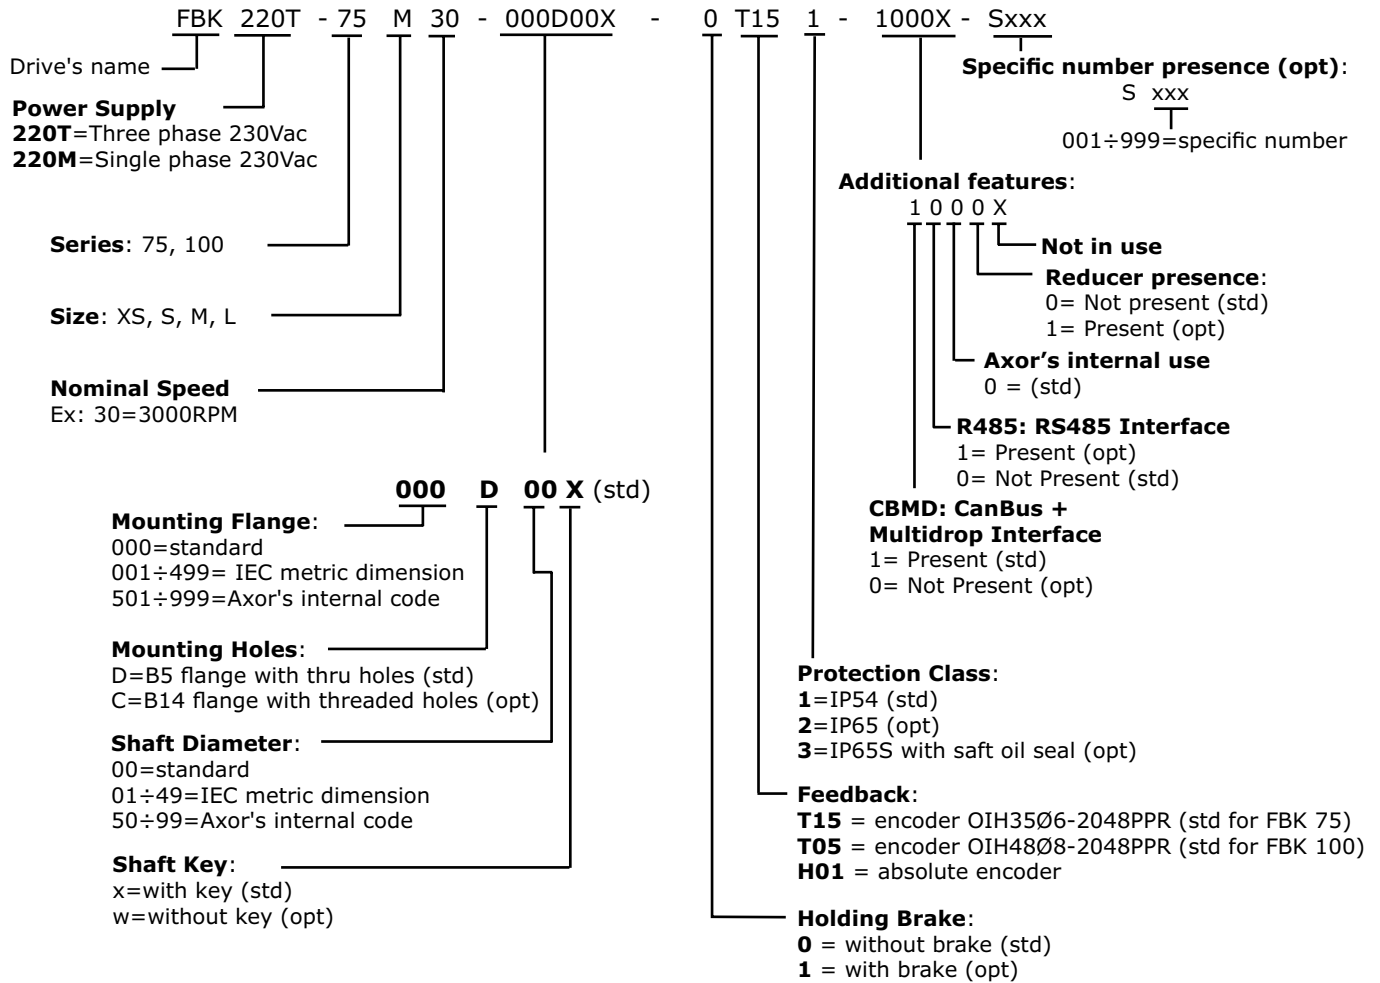 FBK 220T - 75 M 30 - 000D00X - 0 T15 1 - 1000X - Sxxx
Drive's name
Power Supply
220T=Three phase 230Vac
220M=Single phase 230Vac
Series: 75, 100
Size: XS, S, M, L
Nominal Speed
Ex: 30=3000RPM
000 D 00 X (std)
Mounting Flange:
000=standard
001÷499= IEC metric dimension
501÷999=Axor's internal code
Mounting Holes:
D=B5 flange with thru holes (std)
C=B14 flange with threaded holes (opt)
Shaft Diameter:
00=standard
01÷49=IEC metric dimension
50÷99=Axor's internal code
Shaft Key:
x=with key (std)
w=without key (opt)
Specific number presence (opt):
S xxx
001÷999=specific number
Additional features:
1 0 0 0 X
Not in use
Reducer presence:
0= Not present (std)
1= Present (opt)
Axor's internal use
0 = (std)
R485: RS485 Interface
1= Present (opt)
0= Not Present (std)
CBMD: CanBus +
Multidrop Interface
1= Present (std)
0= Not Present (opt)
Protection Class:
1=IP54 (std)
2=IP65 (opt)
3=IP65S with saft oil seal (opt)
Feedback:
T15 = encoder OIH35Ø6-2048PPR (std for FBK 75)
T05 = encoder OIH48Ø8-2048PPR (std for FBK 100)
H01 = absolute encoder
Holding Brake:
0 = without brake (std)
1 = with brake (opt)